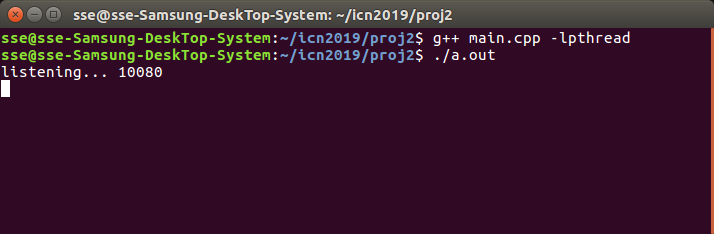 sse@sse-Samsung-DeskTop-System: ~/icn2019/proj2
sse@sse-Samsung-DeskTop-System:~/icn2019/proj2$ g++ main.cpp -lpthread
sse@sse-Samsung-DeskTop-System:~/icn2019/proj2$ ./a.out
listening... 10080